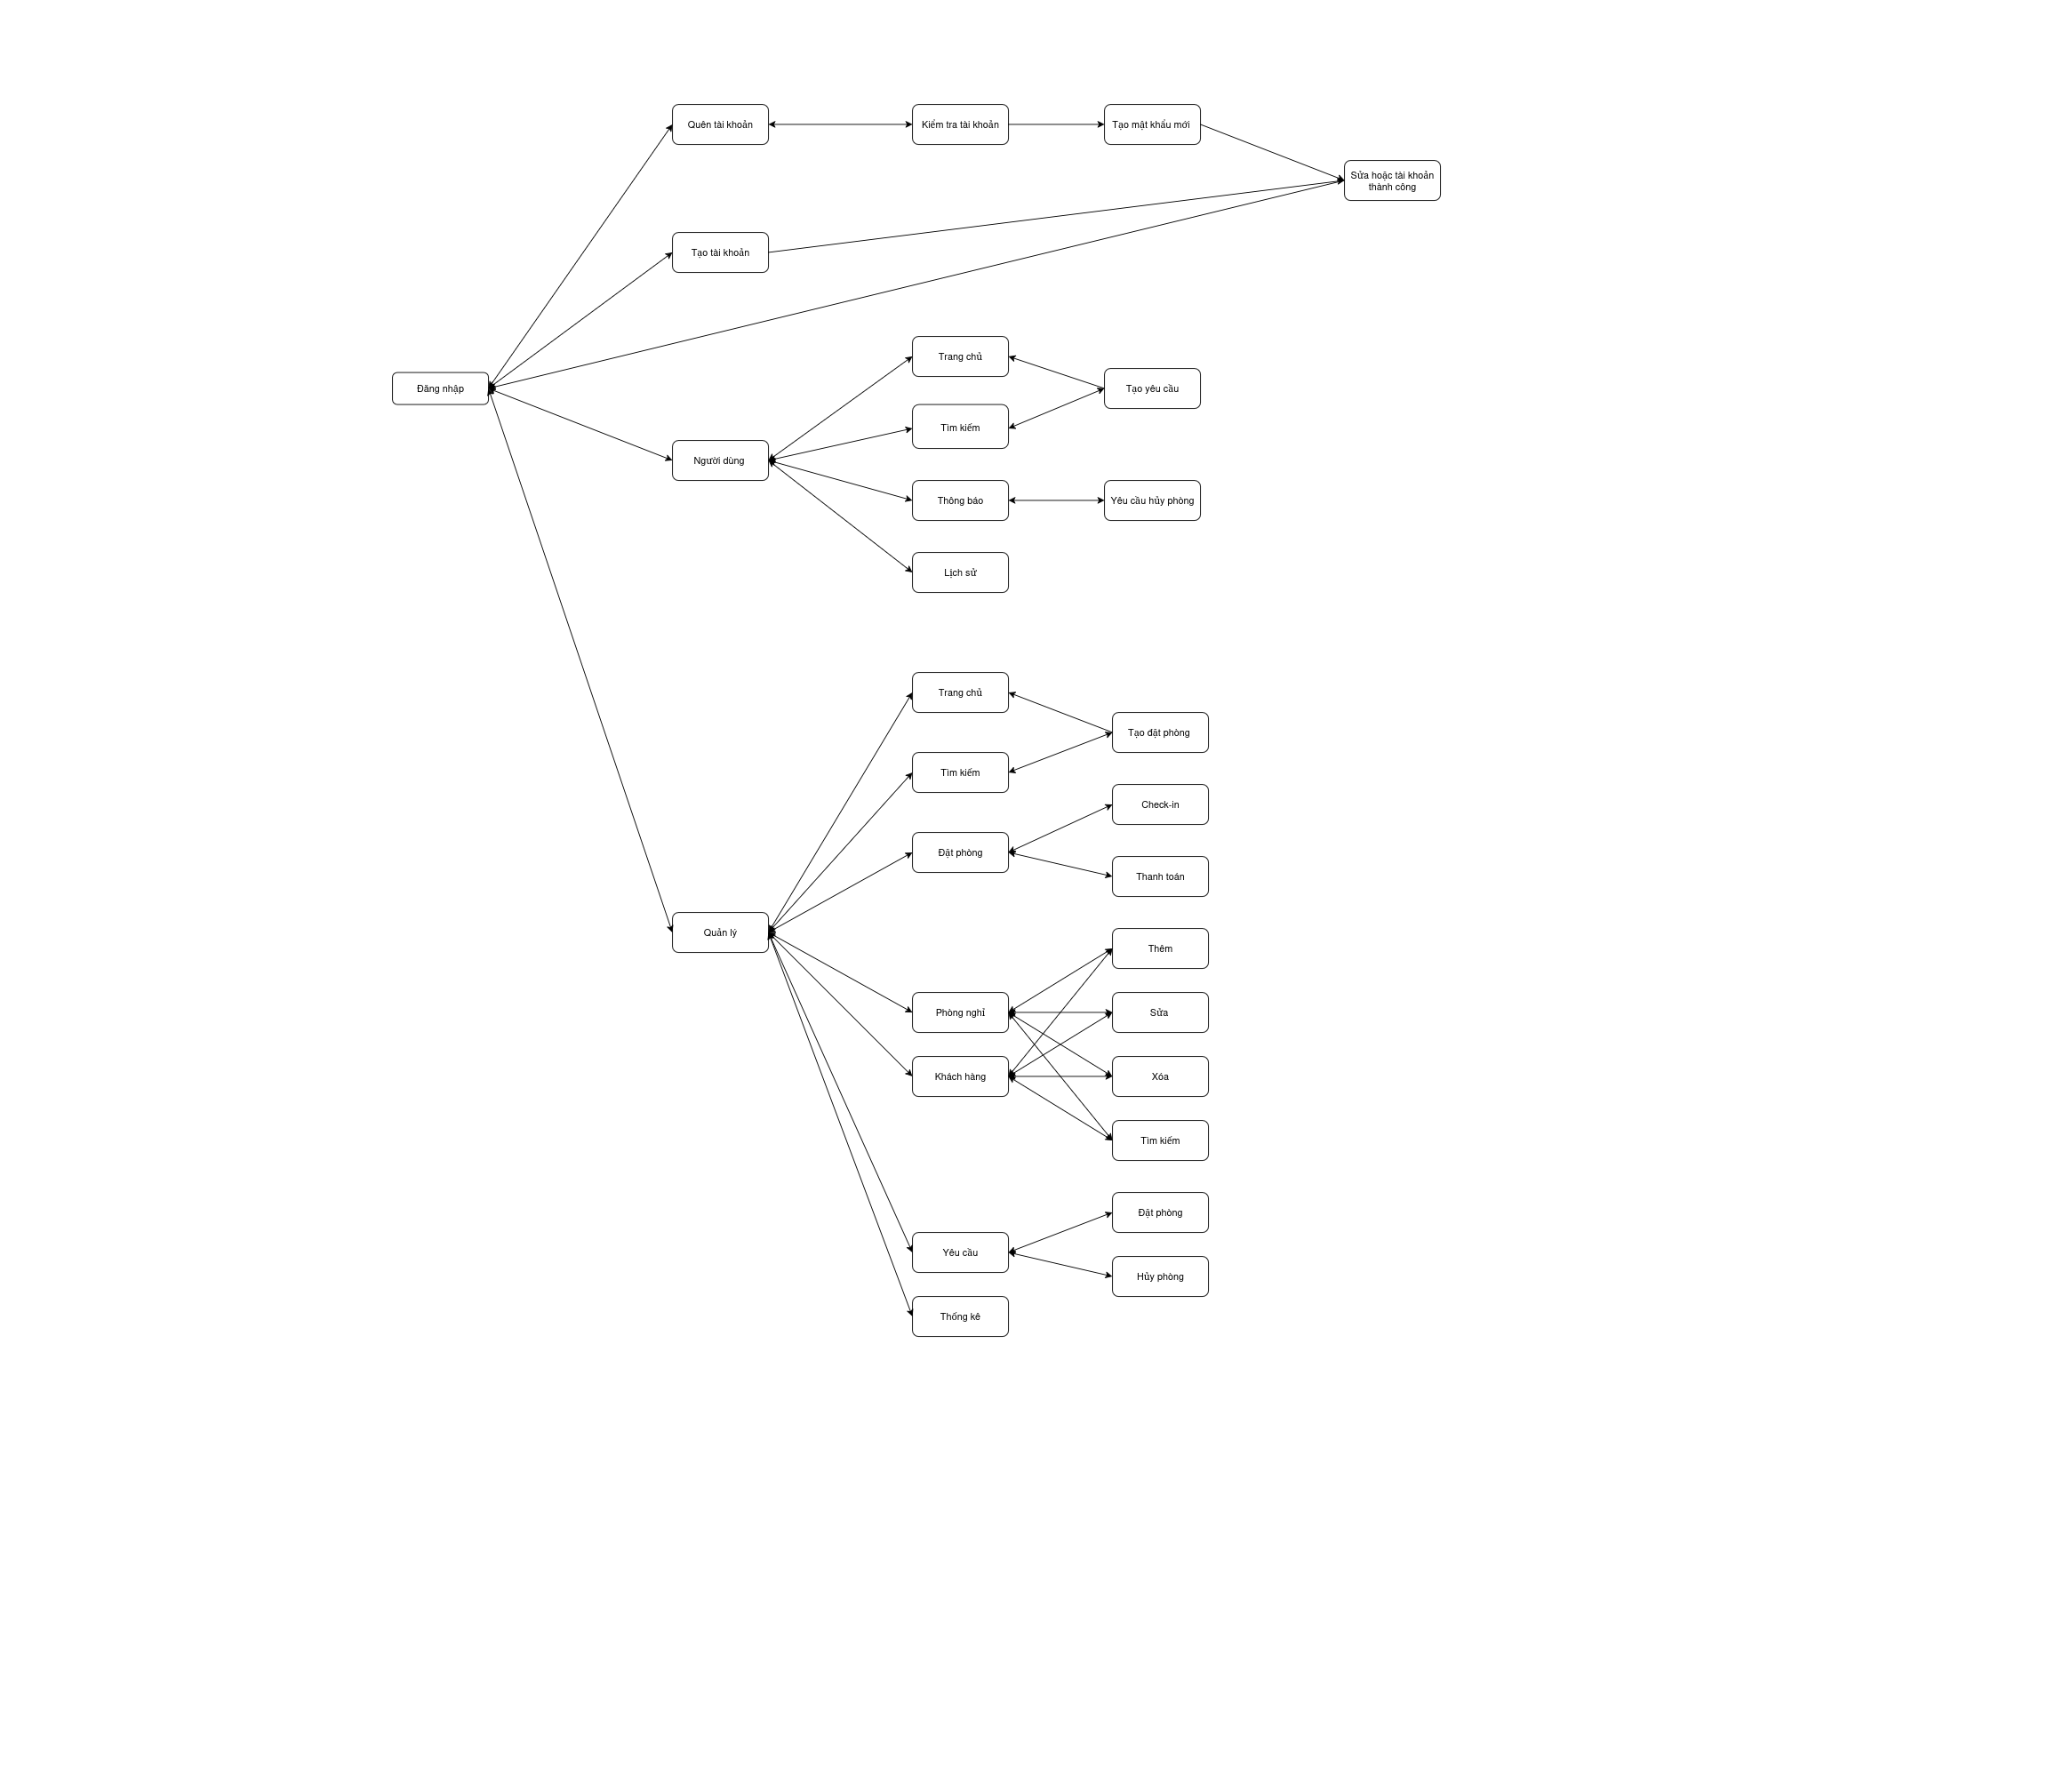 Quên tài khoản
Kiểm tra tài khoản
Tạo mật khẩu mới
Sửa hoặc tài khoản
thành công
Tạo tài khoản
Đăng nhập
Trang chủ
Tạo yêu cầu
Tìm kiếm
Người dùng
Thông báo
Yêu cầu hủy phòng
Lịch sử
Trang chủ
Tạo đặt phòng
Tìm kiếm
Check-in
Đặt phòng
Thanh toán
Quản lý
Thêm
Phòng nghỉ
Sửa
Khách hàng
Xóa
Tìm kiếm
Đặt phòng
Yêu cầu
Hủy phòng
Thống kê